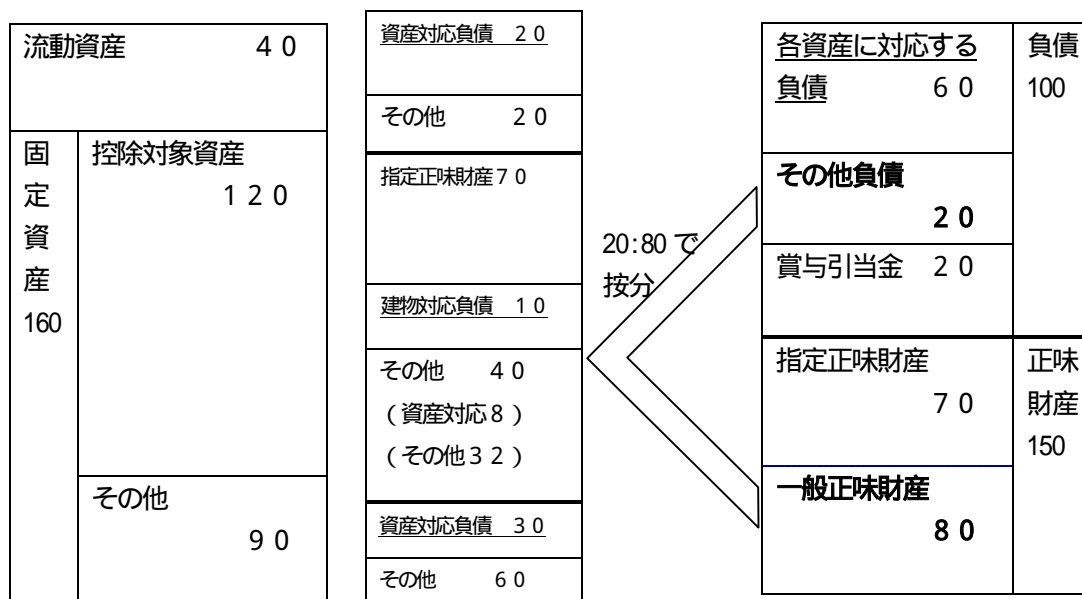 流動資産 40
固
定
資
産
160
控除対象資産
120
その他
90
資産対応負債 20
その他 20
指定正味財産70
建物対応負債 10
その他 40
(資産対応8)
(その他32)
資産対応負債 30
その他 60
20:80で
按分
各資産に対応する
負債 60
その他負債
20
賞与引当金 20
指定正味財産
70
一般正味財産
80
負債
100
正味
財産
150